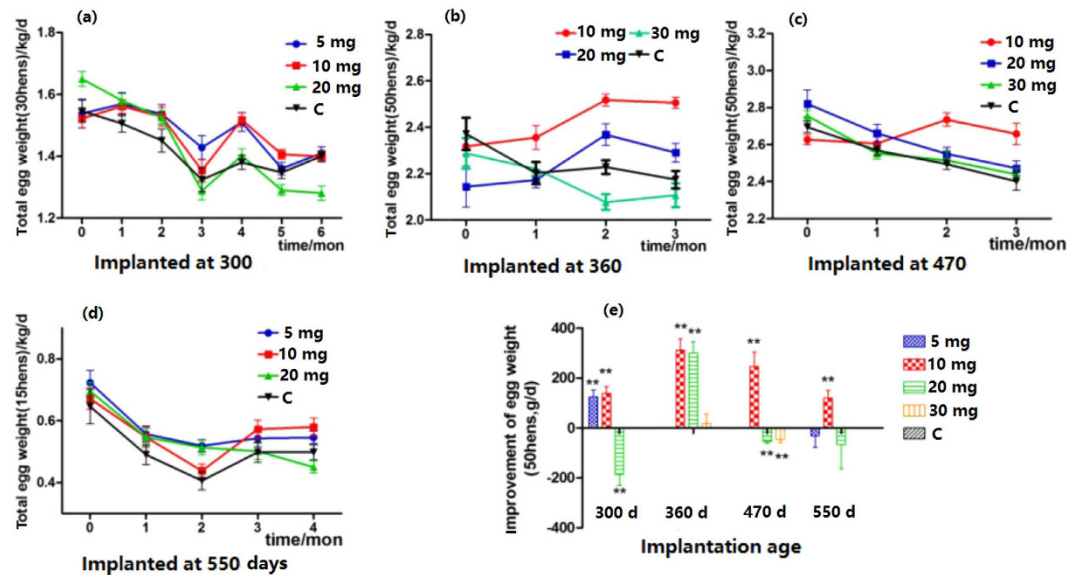 (a)
Total egg weight(30hens)/kg/d
1.8
1.6
1.4
1.2
0 1 2 3 4 5 6
time/mon
5 mg
10 mg
20 mg
C
Implanted at 300
(b)
Total egg weight(50hens)/kg/d
2.8
2.6
2.4
2.2
2.0
0 1 2 3
time/mon
10 mg 30 mg
20 mg C
Implanted at 360
(c)
Total egg weight(50hens)/kg/d
3.0
2.8
2.6
2.4
2.2
0 1 2 3
time/mon
10 mg
20 mg
30 mg
C
Implanted at 470
(d)
Total egg weight(15hens)/kg/d
0.8
0.6
0.4
0 1 2 3 4
time/mon
5 mg
10 mg
20 mg
C
Implanted at 550 days
(e)
Improvement of egg weight
(50hens,g/d)
400
200
0
-200
-400
** ** ** ** ** ** ** ** **
300 d 360 d 470 d 550 d
Implantation age
5 mg
10 mg
20 mg
30 mg
C